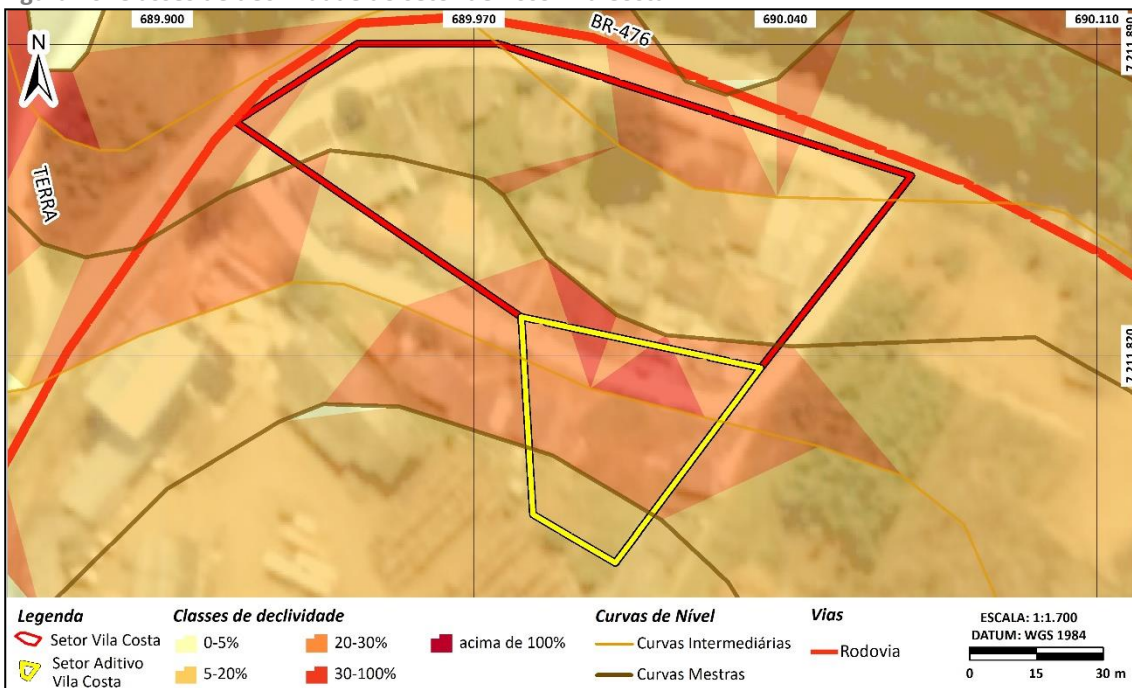 689.900
689.970
690.040
690.110
BR-476
7.211.890
N
TERRA
7.211.820
Legenda
Setor Vila Costa
Setor Aditivo
Vila Costa
Classes de declividade
0-5%
5-20%
20-30%
30-100%
acima de 100%
Curvas de Nível
Curvas Intermediárias
Curvas Mestras
Vias
Rodovia
ESCALA: 1:1.700
DATUM: WGS 1984
0 15 30 m